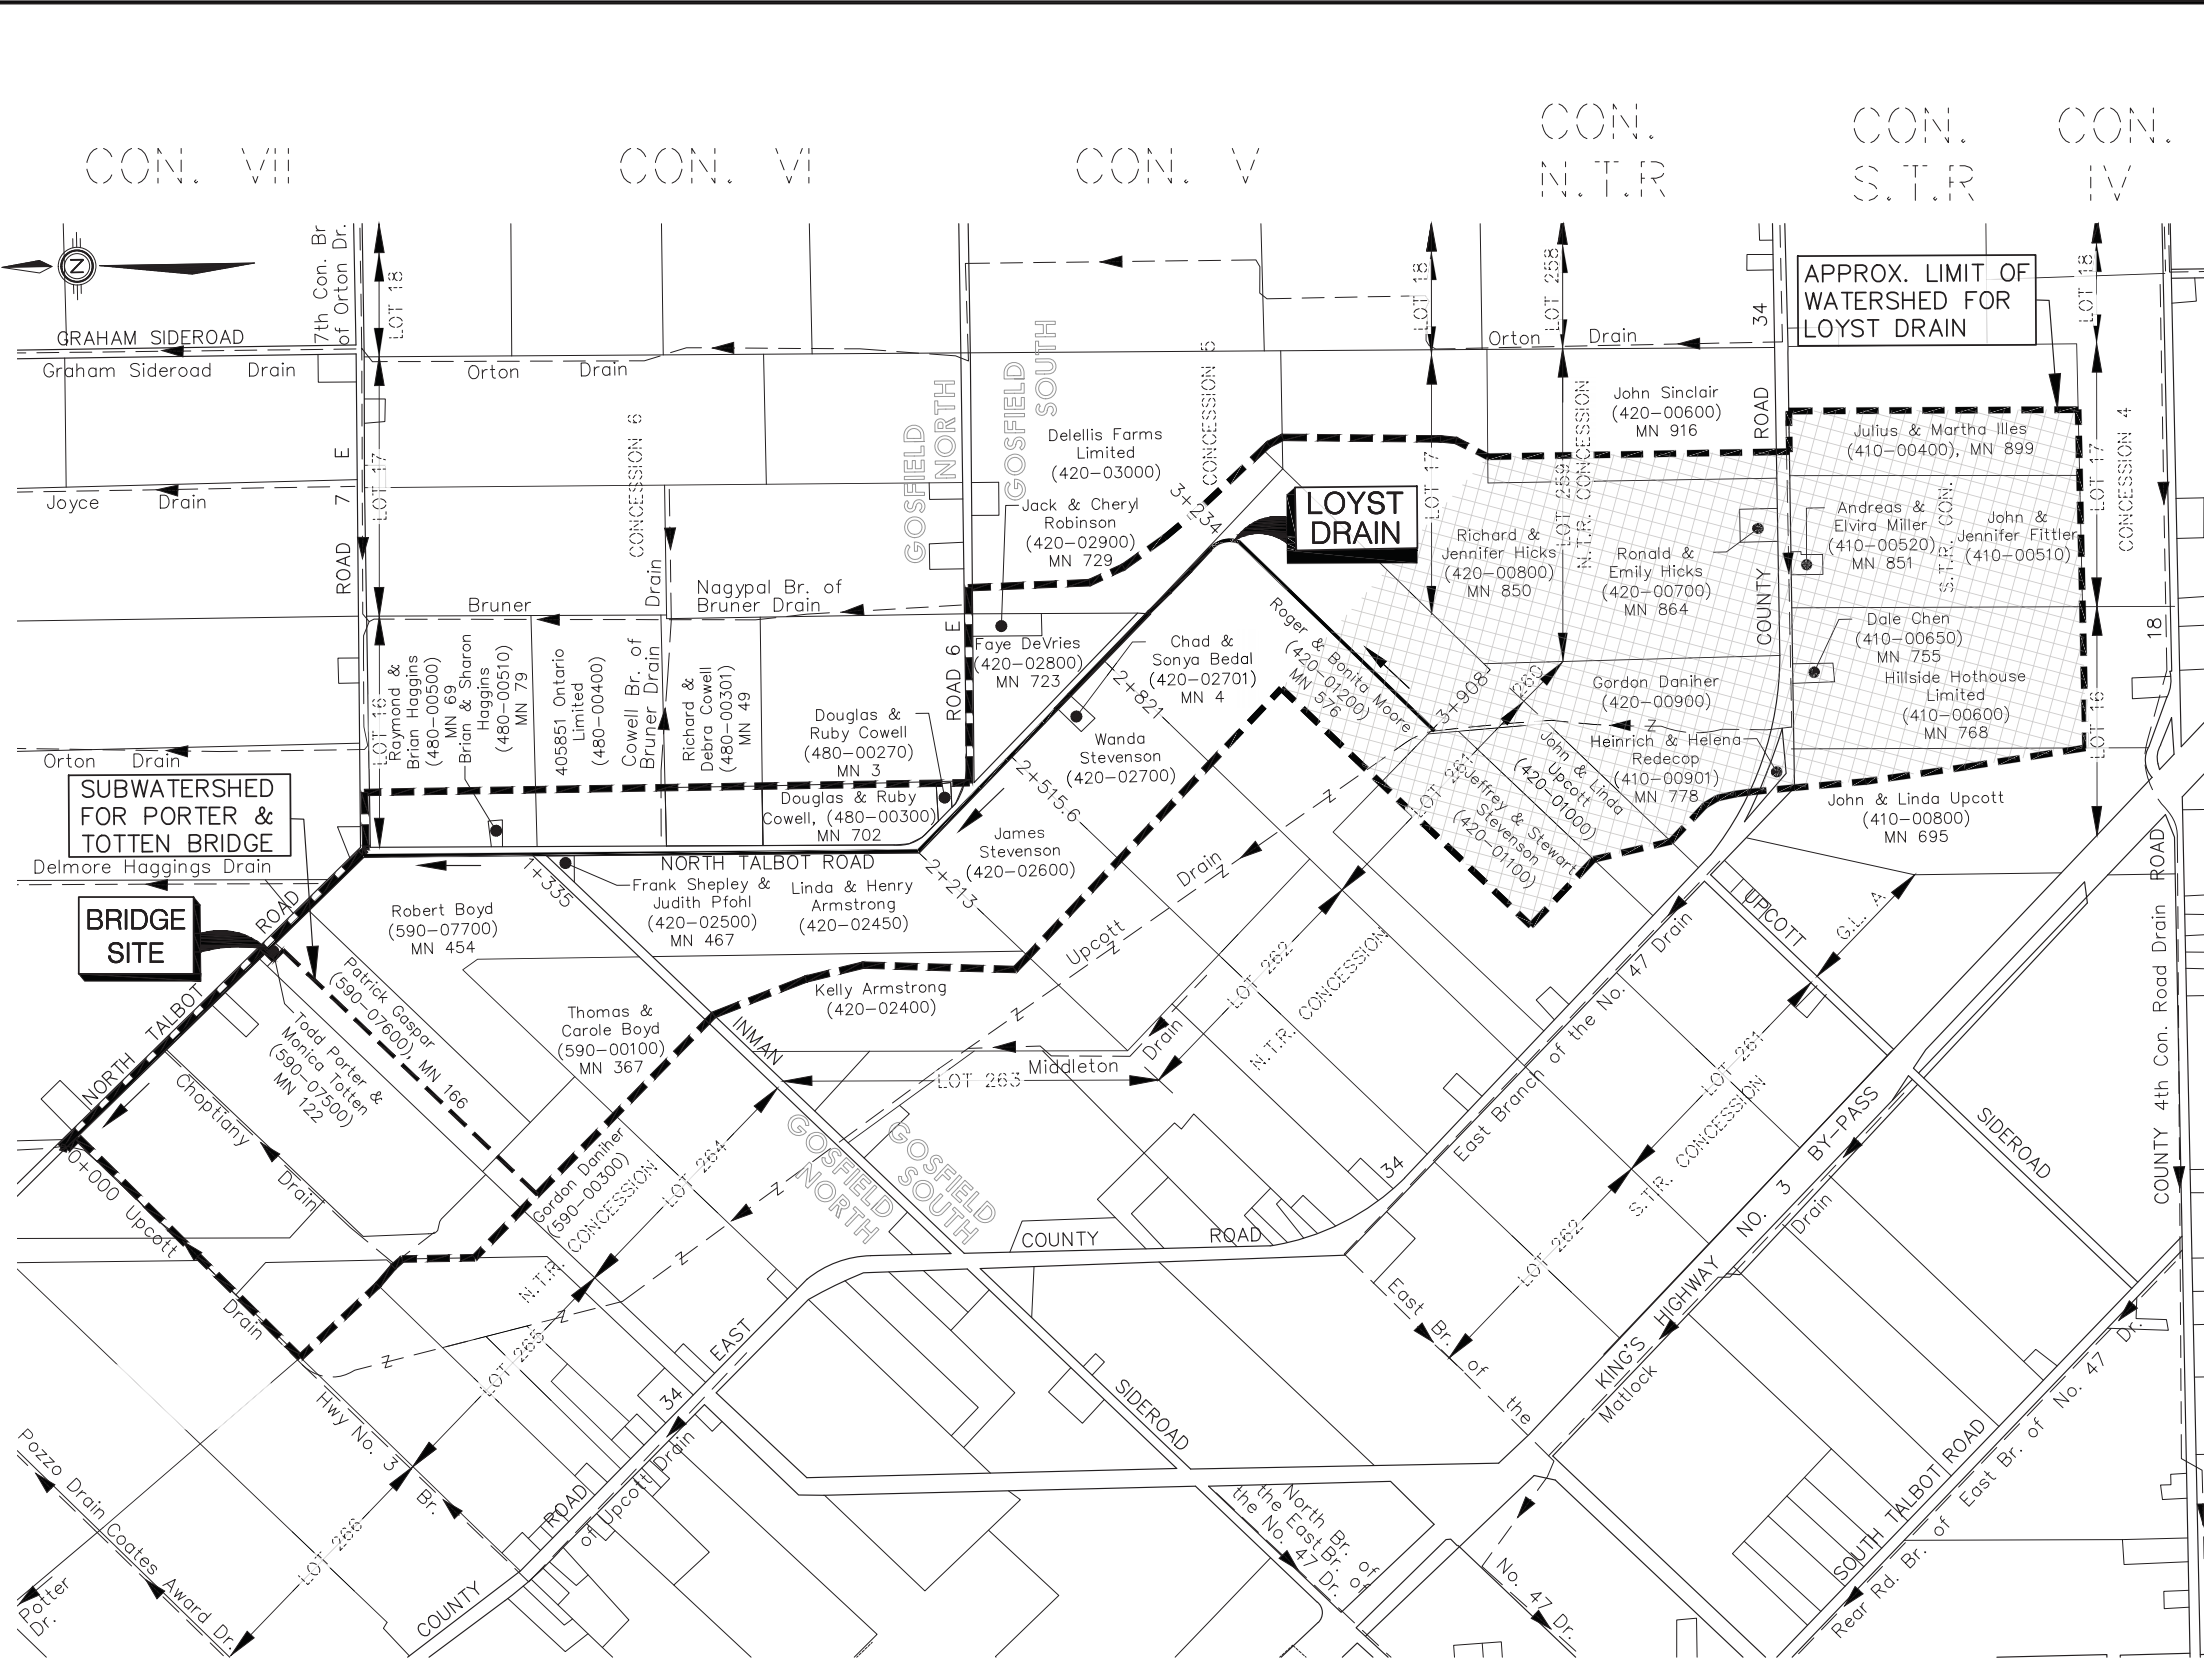 CON. VII
CON. VI
CON. V
CON.
N.T.R
CON.
S.T.R
CON.
IV
7th Con. Br
of Orton Dr.
LOT 18
LOT 18
LOT 258
34
LOT 18
Z
APPROX. LIMIT OF
WATERSHED FOR
LOYST DRAIN
GRAHAM SIDEROAD
Graham Sideroad Drain
Orton Drain
Orton Drain
GOSFIELD
NORTH
GOSFIELD
SOUTH
CONCESSION 6
CONCESSION 5
Delellis Farms
Limited
(420-03000)
John Sinclair
(420-00600)
MN 916
ROAD
COUNTY
Julius & Martha Illes
(410-00400), MN 899
CONCESSION 4
LOT 17
LOT 17
LOT 17
LOT 259
N.T.R. CONCESSION
Joyce Drain
ROAD 7 E
Jack & Cheryl
Robinson
(420-02900)
MN 729
3+234
LOYST
DRAIN
Richard &
Jennifer Hicks
(420-00800)
MN 850
Ronald &
Emily Hicks
(420-00700)
MN 864
Andreas &
Elvira Miller
(410-00520)
MN 851
S.T.R. CON.
John &
Jennifer Fittler
(410-00510)
Bruner
Drain
Nagypal Br. of
Bruner Drain
ROAD 6 E
Faye DeVries
(420-02800)
MN 723
Chad &
Sonya Bedal
(420-02701)
MN 4
Roger & Bonita Moore
(420-01200)
MN 576
Dale Chen
(410-00650)
MN 755
Hillside Hothouse
Limited
(410-00600)
MN 768
18
LOT 16
LOT 16
Raymond &
Brian Haggins
(480-00500)
MN 69
Brian & Sharon
Haggins
(480-00510)
MN 79
405851 Ontario
Limited
(480-00400)
Cowell Br. of
Bruner Drain
Richard &
Debra Cowell
(480-00301)
MN 49
Douglas &
Ruby Cowell
(480-00270)
MN 3
2+821
3+908
LOT 260
Gordon Daniher
(420-00900)
Z
Wanda
Stevenson
(420-02700)
Heinrich & Helena
Redecop
(410-00901)
MN 778
John & Linda
Upcott
(420-01000)
LOT 261
Jeffrey & Stewart
Stevenson
(420-01100)
Orton Drain
SUBWATERSHED
FOR PORTER &
TOTTEN BRIDGE
Douglas & Ruby
Cowell, (480-00300)
MN 702
2+515.6
John & Linda Upcott
(410-00800)
MN 695
James
Stevenson
(420-02600)
Z
Delmore Haggings Drain
NORTH TALBOT ROAD
1+335
Frank Shepley &
Judith Pfohl
(420-02500)
MN 467
Linda & Henry
Armstrong
(420-02450)
2+213
Upcott Drain
Z
Z
BRIDGE
SITE
Robert Boyd
(590-07700)
MN 454
NORTH TALBOT ROAD
Patrick Gaspar
(590-07600), MN 166
Todd Porter &
Monica Totten
(590-07500)
MN 122
Thomas &
Carole Boyd
(590-00100)
MN 367
Kelly Armstrong
(420-02400)
Z
LOT 262
N.T.R. CONCESSION
East Branch of the No. 47 Drain
UPCOTT
SIDEROAD
G.L. A
COUNTY 4th Con. Road Drain ROAD
INMAN
SIDEROAD
LOT 263
Middleton Drain
LOT 261
S.T.R. CONCESSION
LOT 262
Choptiany Drain
0+000
Upcott Drain
Gordon Daniher
(590-00300)
N.T.R. CONCESSION
LOT 264
GOSFIELD
NORTH
GOSFIELD
SOUTH
Z
Z
Z
Z
LOT 265
COUNTY ROAD 34
COUNTY ROAD 34 EAST
East Br. of the
No. 47 Dr.
KING'S HIGHWAY NO. 3 BY-PASS
Matlock Drain
Hwy No. 3 Br.
of Upcott Drain
LOT 266
Pozzo Drain Coates Award Dr.
Potter
Dr.
North Br. of
the East Br. of
the No. 47 Dr.
SOUTH TALBOT ROAD
Rear Rd. Br. of East Br. of No. 47 Dr.